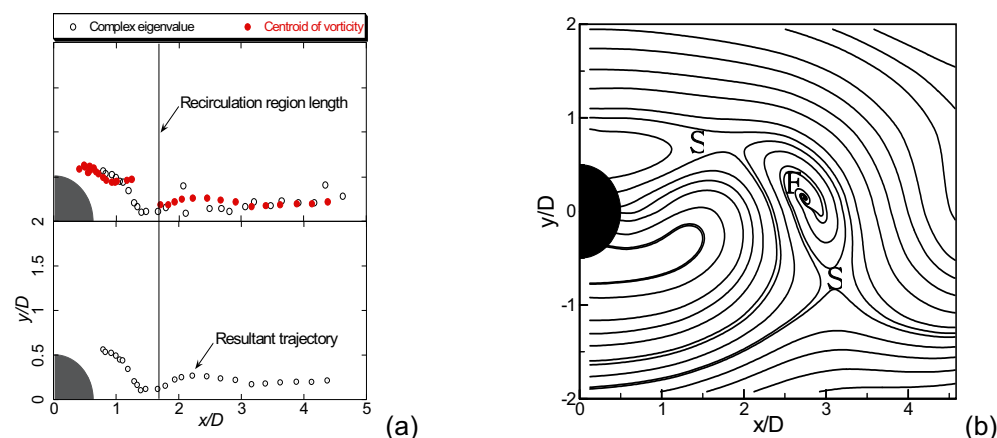 Complex eigenvalue Centroid of vorticity
Recirculation region length
2
1.5
1
0.5
0
y/D
Resultant trajectory
0 1 2 3 4 5
x/D
(a)
2
1
0
-1
-2
y/D
S
F
S
0 1 2 3 4
x/D
(b)